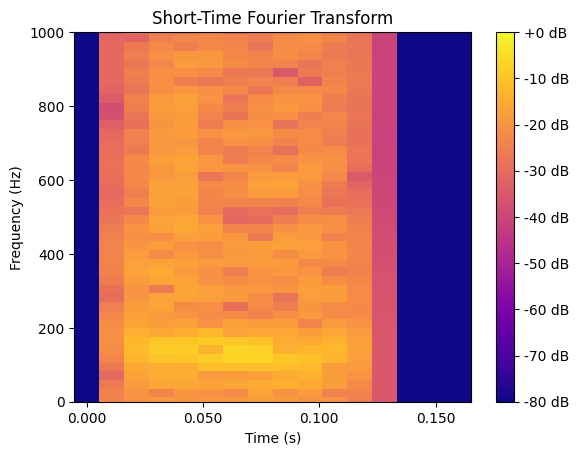 Short-Time Fourier Transform
1000
800
600
400
200
0
Frequency (Hz)
0.000
0.050
0.100
0.150
Time (s)
+0 dB
-10 dB
-20 dB
-30 dB
-40 dB
-50 dB
-60 dB
-70 dB
-80 dB